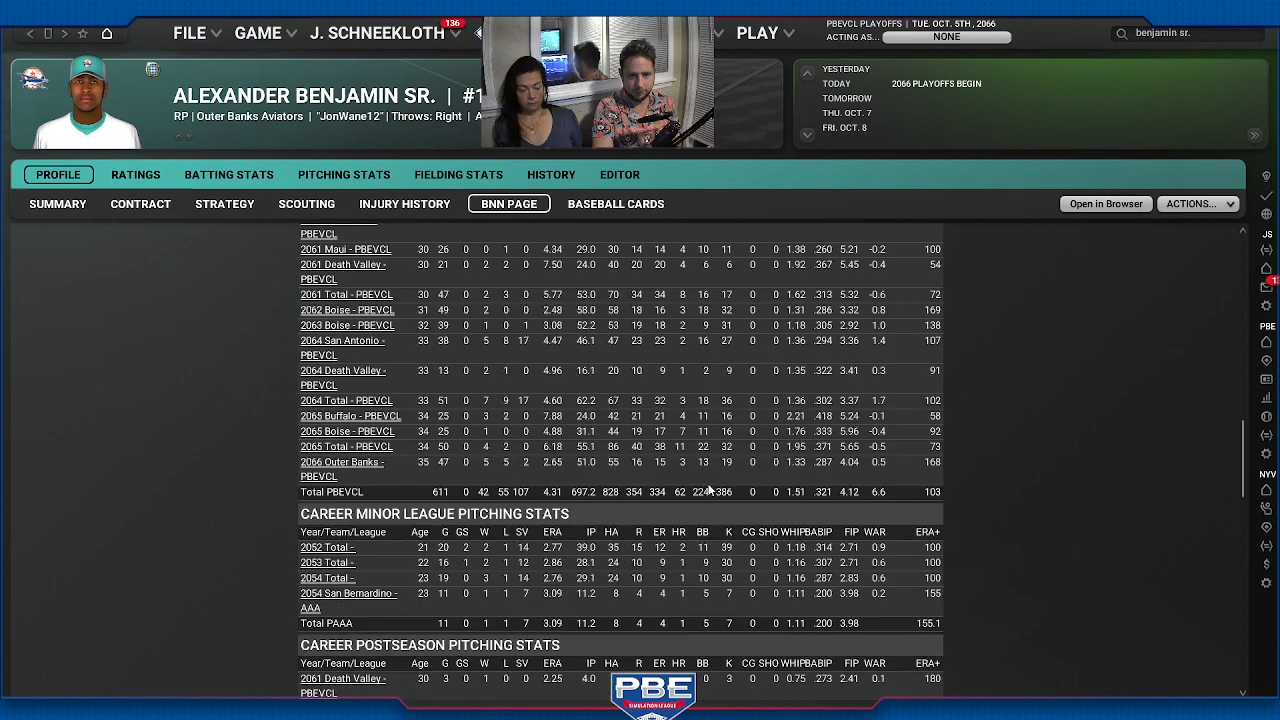 FILE GAME J. SCHNEEKLOTH 136 PLAY PBEVCL PLAYOFFS | TUE. OCT. 5TH, 2066 benjamin sr.
ACTING AS... NONE
ALEXANDER BENJAMIN SR. | #1
RP | Outer Banks Aviators | "JonWane12" | Throws: Right | A
YESTERDAY
TODAY 2066 PLAYOFFS BEGIN
TOMORROW
THU. OCT. 7
FRI. OCT. 8
PROFILE RATINGS BATTING STATS PITCHING STATS FIELDING STATS HISTORY EDITOR
SUMMARY CONTRACT STRATEGY SCOUTING INJURY HISTORY BNN PAGE BASEBALL CARDS Open in Browser ACTIONS...
PBEVCL
2061 Maui - PBEVCL 30 26 0 0 1 0 4.34 29.0 30 14 14 4 10 11 0 0 1.38 .260 5.21 -0.2 100
2061 Death Valley - 30 21 0 2 2 0 7.50 24.0 40 20 20 4 6 6 0 0 1.92 .367 5.45 -0.4 54
PBEVCL
2061 Total - PBEVCL 30 47 0 2 3 0 5.77 53.0 70 34 34 8 16 17 0 0 1.62 .313 5.32 -0.6 72
2062 Boise - PBEVCL 31 49 0 2 0 0 2.48 58.0 58 18 16 3 18 32 0 0 1.31 .286 3.32 0.8 169
2063 Boise - PBEVCL 32 39 0 1 0 1 3.08 52.2 53 19 18 2 9 31 0 0 1.18 .305 2.92 1.0 138
2064 San Antonio - 33 38 0 5 8 17 4.47 46.1 47 23 23 2 16 27 0 0 1.36 .294 3.36 1.4 107
PBEVCL
2064 Death Valley - 33 13 0 2 1 0 4.96 16.1 20 10 9 1 2 9 0 0 1.35 .322 3.41 0.3 91
PBEVCL
2064 Total - PBEVCL 33 51 0 7 9 17 4.60 62.2 67 33 32 3 18 36 0 0 1.36 .302 3.37 1.7 102
2065 Buffalo - PBEVCL 34 25 0 3 2 0 7.88 24.0 42 21 21 4 11 16 0 0 2.21 .418 5.24 -0.1 58
2065 Boise - PBEVCL 34 25 0 1 0 0 4.88 31.1 44 19 17 7 11 16 0 0 1.76 .333 5.96 -0.4 92
2065 Total - PBEVCL 34 50 0 4 2 0 6.18 55.1 86 40 38 11 22 32 0 0 1.95 .371 5.65 -0.5 73
2066 Outer Banks - 35 47 0 5 5 2 2.65 51.0 55 16 15 3 13 19 0 0 1.33 .287 4.04 0.5 168
PBEVCL
Total PBEVCL 611 0 42 55 107 4.31 697.2 828 354 334 62 224 386 0 0 1.51 .321 4.12 6.6 103
CAREER MINOR LEAGUE PITCHING STATS
Year/Team/League Age G GS W L SV ERA IP HA R ER HR BB K CG SHO WHIP BABIP FIP WAR ERA+
2052 Total - 21 20 2 2 1 14 2.77 39.0 35 15 12 2 11 39 0 0 1.18 .314 2.71 0.9 100
2053 Total - 22 16 1 2 1 12 2.86 28.1 24 10 9 1 9 30 0 0 1.16 .307 2.71 0.6 100
2054 Total - 23 19 0 3 1 14 2.76 29.1 24 10 9 1 10 30 0 0 1.16 .287 2.83 0.6 100
2054 San Bernardino - 23 11 0 1 1 7 3.09 11.2 8 4 4 1 5 7 0 0 1.11 .200 3.98 0.2 155
AAA
Total PAAA 11 0 1 1 7 3.09 11.2 8 4 4 1 5 7 0 0 1.11 .200 3.98 155.1
CAREER POSTSEASON PITCHING STATS
Year/Team/League Age G GS W L SV ERA IP HA R ER HR BB K CG SHO WHIP BABIP FIP WAR ERA+
2061 Death Valley - 30 3 0 1 0 0 2.25 4.0 0 3 0 0 0.75 .273 2.41 0.1 180
PBEVCL
PBE
SIMULATION LEAGUE
JS
PBE
NYV